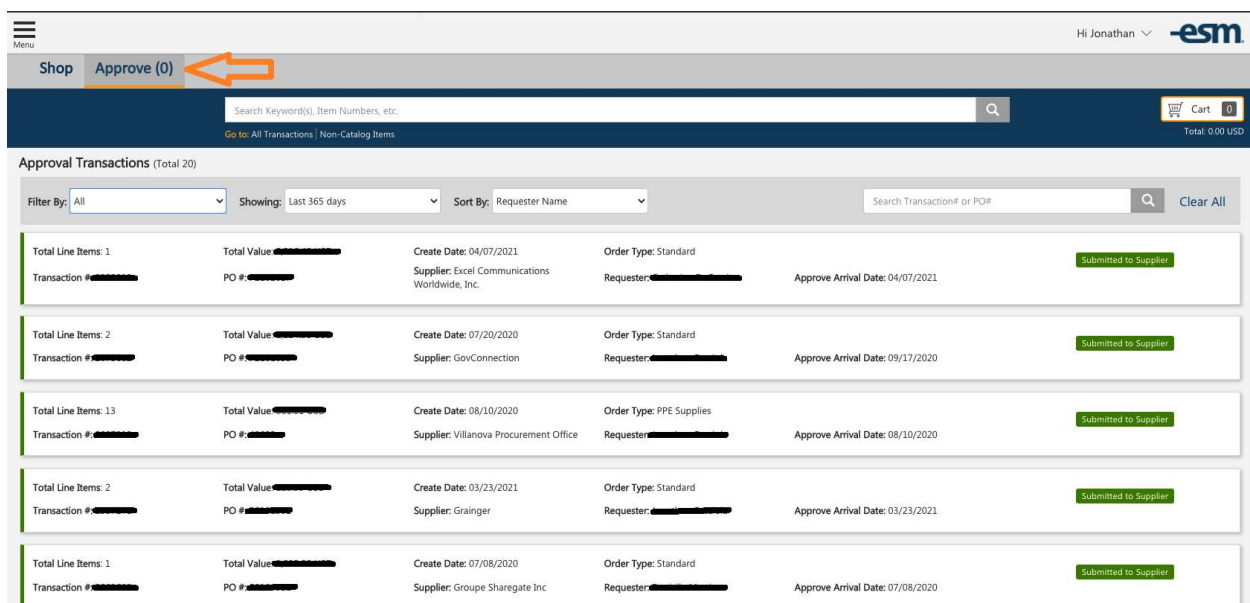 Menu
Hi Jonathan
esm
Shop Approve (0)
Search Keyword(s), Item Numbers, etc.
Cart 0
Go to: All Transactions | Non-Catalog Items
Total: 0.00 USD
Approval Transactions (Total 20)
Filter By: All Showing: Last 365 days Sort By: Requester Name Search Transaction# or PO# Clear All
Total Line Items: 1 Total Value: Create Date: 04/07/2021 Order Type: Standard
Submitted to Supplier
Transaction #: PO #: Supplier: Excel Communications Requester: Approve Arrival Date: 04/07/2021
Worldwide, Inc.
Total Line Items: 2 Total Value: Create Date: 07/20/2020 Order Type: Standard
Submitted to Supplier
Transaction #: PO #: Supplier: GovConnection Requester: Approve Arrival Date: 09/17/2020
Total Line Items: 13 Total Value: Create Date: 08/10/2020 Order Type: PPE Supplies
Submitted to Supplier
Transaction #: PO #: Supplier: Villanova Procurement Office Requester: Approve Arrival Date: 08/10/2020
Total Line Items: 2 Total Value: Create Date: 03/23/2021 Order Type: Standard
Submitted to Supplier
Transaction #: PO #: Supplier: Grainger Requester: Approve Arrival Date: 03/23/2021
Total Line Items: 1 Total Value: Create Date: 07/08/2020 Order Type: Standard
Submitted to Supplier
Transaction #: PO #: Supplier: Groupe Sharegate Inc Requester: Approve Arrival Date: 07/08/2020